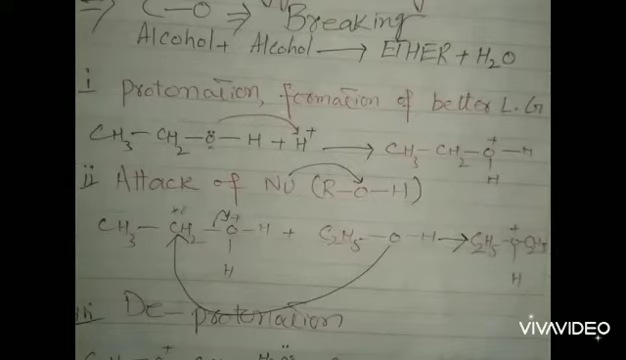 ⇒ C — O ⇒ Breaking
Alcohol + Alcohol ⟶ ETHER + H₂O
i Protonation, formation of better L.G
CH₃ — CH₂ — Ö — H + H⁺ ⟶ CH₃ — CH₂ — O⁺ — H
H
ii Attack of Nu (R—O—H)
CH₃ — CH₂ — O⁺ — H + C₂H₅ — O — H ⟶ C₂H₅ — O⁺
H H
iii De-protonation
VIVAVIDEO